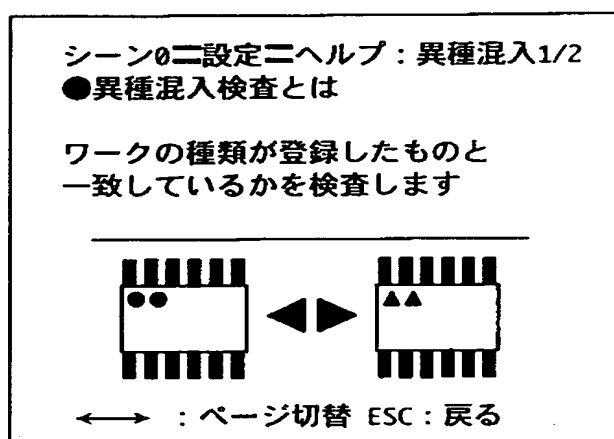 シーン0＝設定＝ヘルプ：異種混入1/2
●異種混入検査とは
ワークの種類が登録したものと
一致しているかを検査します
←→ ：ページ切替 ESC：戻る